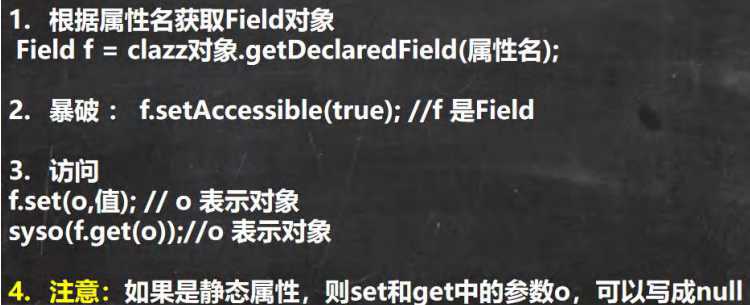 1. 根据属性名获取Field对象
Field f = clazz对象.getDeclaredField(属性名);
2. 暴破： f.setAccessible(true); //f 是Field
3. 访问
f.set(o,值); // o 表示对象
syso(f.get(o));//o 表示对象
4. 注意：如果是静态属性，则set和get中的参数o，可以写成null